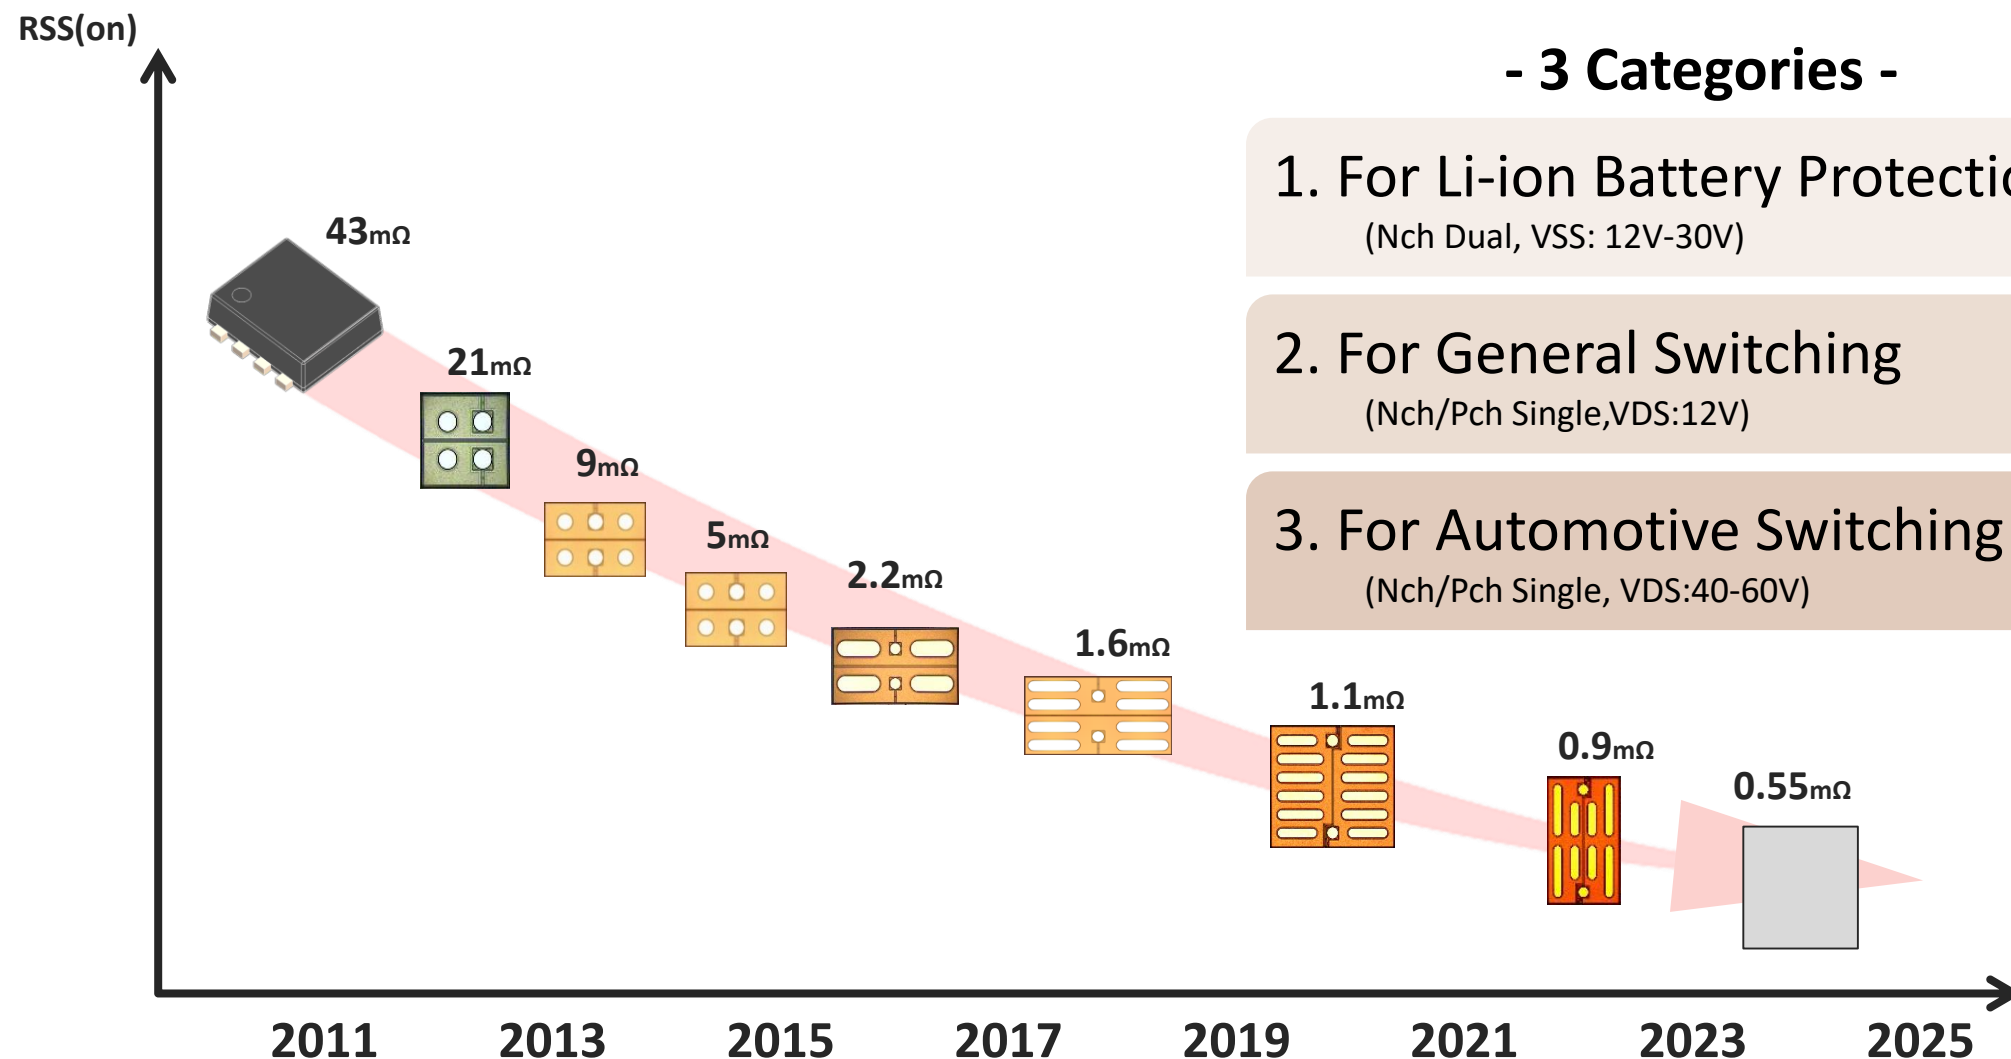 RSS(on)
- 3 Categories -
1. For Li-ion Battery Protectio
(Nch Dual, VSS: 12V-30V)
2. For General Switching
(Nch/Pch Single,VDS:12V)
3. For Automotive Switching
(Nch/Pch Single, VDS:40-60V)
43mΩ
21mΩ
9mΩ
5mΩ
2.2mΩ
1.6mΩ
1.1mΩ
0.9mΩ
0.55mΩ
2011 2013 2015 2017 2019 2021 2023 2025